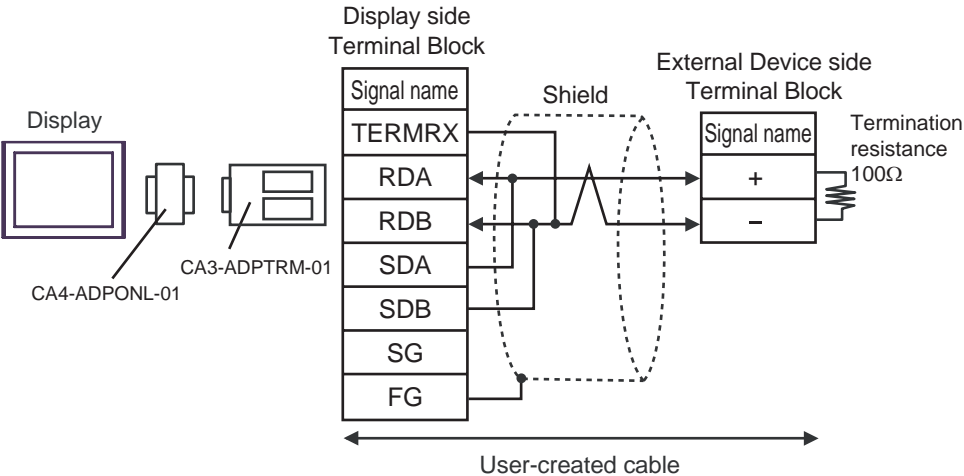 Display side
Terminal Block
External Device side
Terminal Block
Signal name
Shield
Display
TERMRX
Signal name
Termination
resistance
100Ω
RDA
+
RDB
−
CA3-ADPTRM-01
SDA
CA4-ADPONL-01
SDB
SG
FG
User-created cable